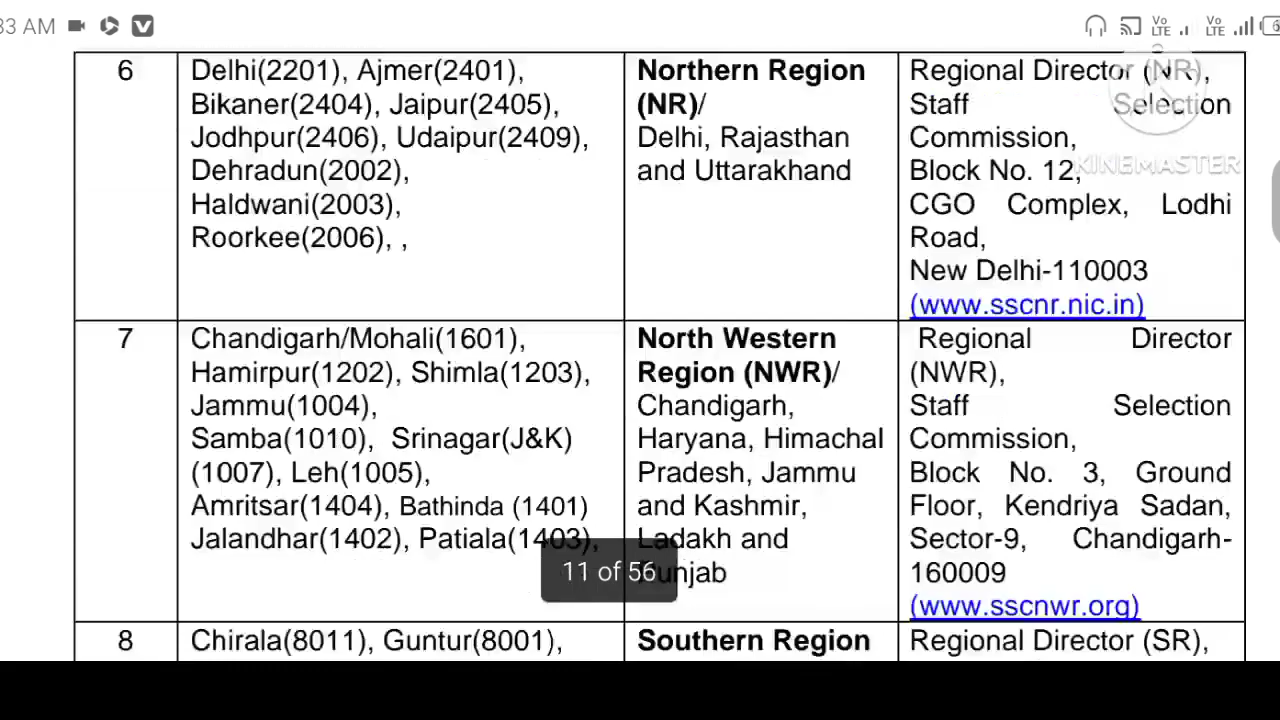 33 AM
6
Delhi(2201), Ajmer(2401),
Bikaner(2404), Jaipur(2405),
Jodhpur(2406), Udaipur(2409),
Dehradun(2002),
Haldwani(2003),
Roorkee(2006), ,
Northern Region
(NR)/
Delhi, Rajasthan
and Uttarakhand
Regional Director (NR),
Staff Selection
Commission,
Block No. 12,
CGO Complex, Lodhi
Road,
New Delhi-110003
(www.sscnr.nic.in)
KINEMASTER
7
Chandigarh/Mohali(1601),
Hamirpur(1202), Shimla(1203),
Jammu(1004),
Samba(1010), Srinagar(J&K)
(1007), Leh(1005),
Amritsar(1404), Bathinda (1401)
Jalandhar(1402), Patiala(1403),
North Western
Region (NWR)/
Chandigarh,
Haryana, Himachal
Pradesh, Jammu
and Kashmir,
Ladakh and
Punjab
Regional Director
(NWR),
Staff Selection
Commission,
Block No. 3, Ground
Floor, Kendriya Sadan,
Sector-9, Chandigarh-
160009
(www.sscnwr.org)
11 of 56
8
Chirala(8011), Guntur(8001),
Southern Region
Regional Director (SR),